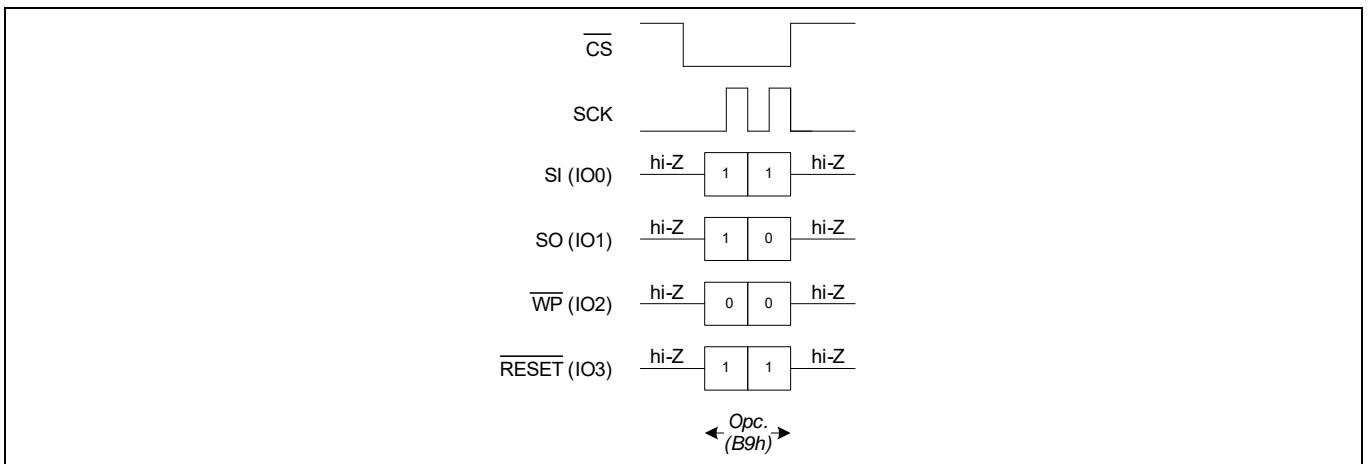 CS
SCK
hi-Z 1 1 hi-Z
SI (IO0)
hi-Z 1 0 hi-Z
SO (IO1)
hi-Z 0 0 hi-Z
WP (IO2)
hi-Z 1 1 hi-Z
RESET (IO3)
Opc.
(B9h)